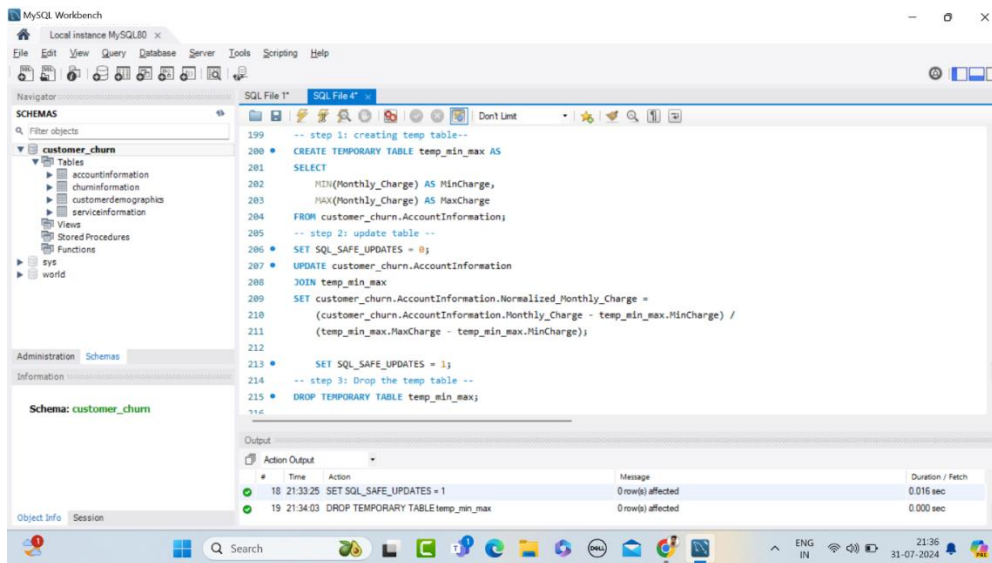 MySQL Workbench
Local instance MySQL80
File Edit View Query Database Server Tools Scripting Help
Navigator
SCHEMAS
Filter objects
customer_churn
Tables
accountinformation
churninformation
customerdemographics
serviceinformation
Views
Stored Procedures
Functions
sys
world
Administration Schemas
Information
Schema: customer_churn
Object Info Session
SQL File 1* SQL File 4*
Don't Limit
199 -- step 1: creating temp table--
200 CREATE TEMPORARY TABLE temp_min_max AS
201 SELECT
202 MIN(Monthly_Charge) AS MinCharge,
203 MAX(Monthly_Charge) AS MaxCharge
204 FROM customer_churn.AccountInformation;
205 -- step 2: update table --
206 SET SQL_SAFE_UPDATES = 0;
207 UPDATE customer_churn.AccountInformation
208 JOIN temp_min_max
209 SET customer_churn.AccountInformation.Normalized_Monthly_Charge =
210 (customer_churn.AccountInformation.Monthly_Charge - temp_min_max.MinCharge) /
211 (temp_min_max.MaxCharge - temp_min_max.MinCharge);
212
213 SET SQL_SAFE_UPDATES = 1;
214 -- step 3: Drop the temp table --
215 DROP TEMPORARY TABLE temp_min_max;
216
Output
Action Output
# Time Action Message Duration / Fetch
18 21:33:25 SET SQL_SAFE_UPDATES = 1 0 row(s) affected 0.016 sec
19 21:34:03 DROP TEMPORARY TABLE temp_min_max 0 row(s) affected 0.000 sec
Search
DELL
ENG
IN
21:36
31-07-2024